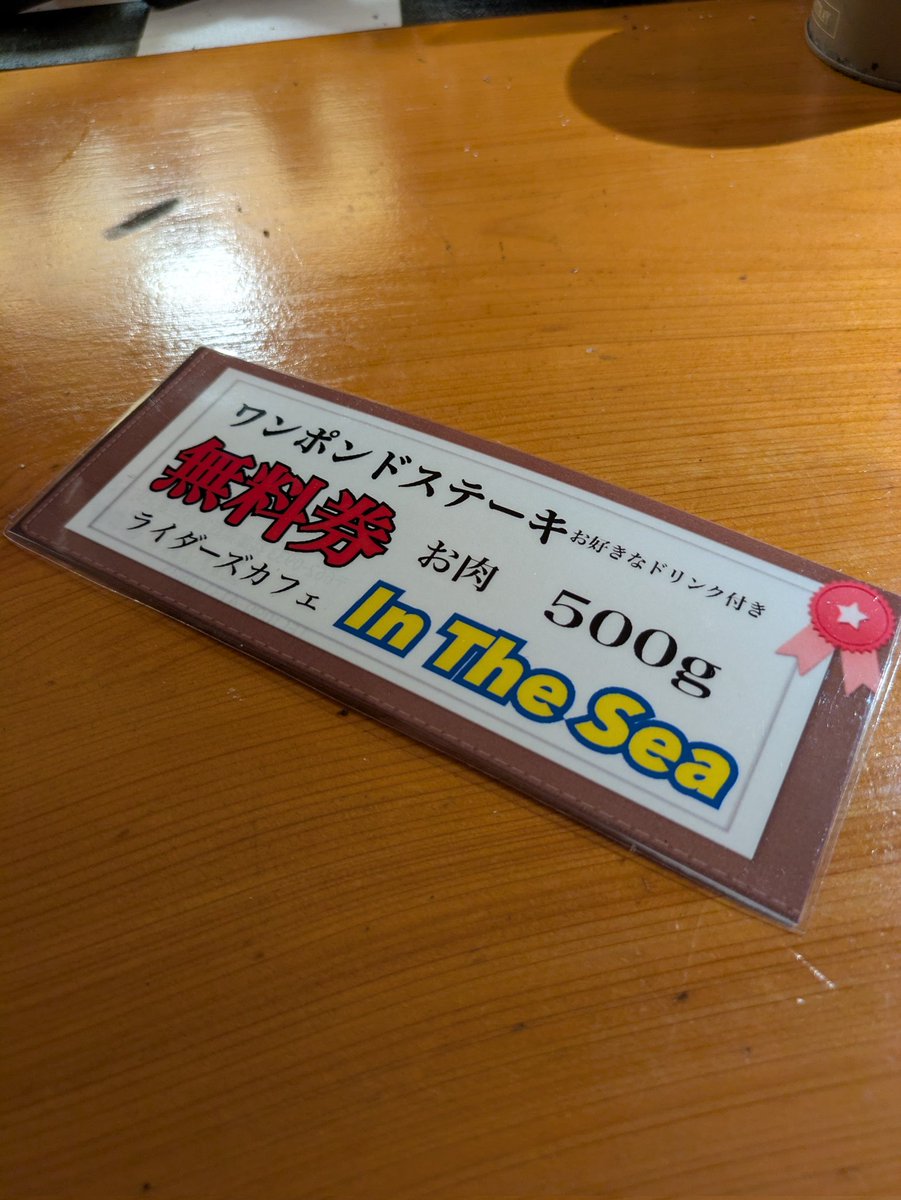 ワンポンドステーキお好きなドリンク付き
無料券 お肉 500g
ライダーズカフェ In The Sea